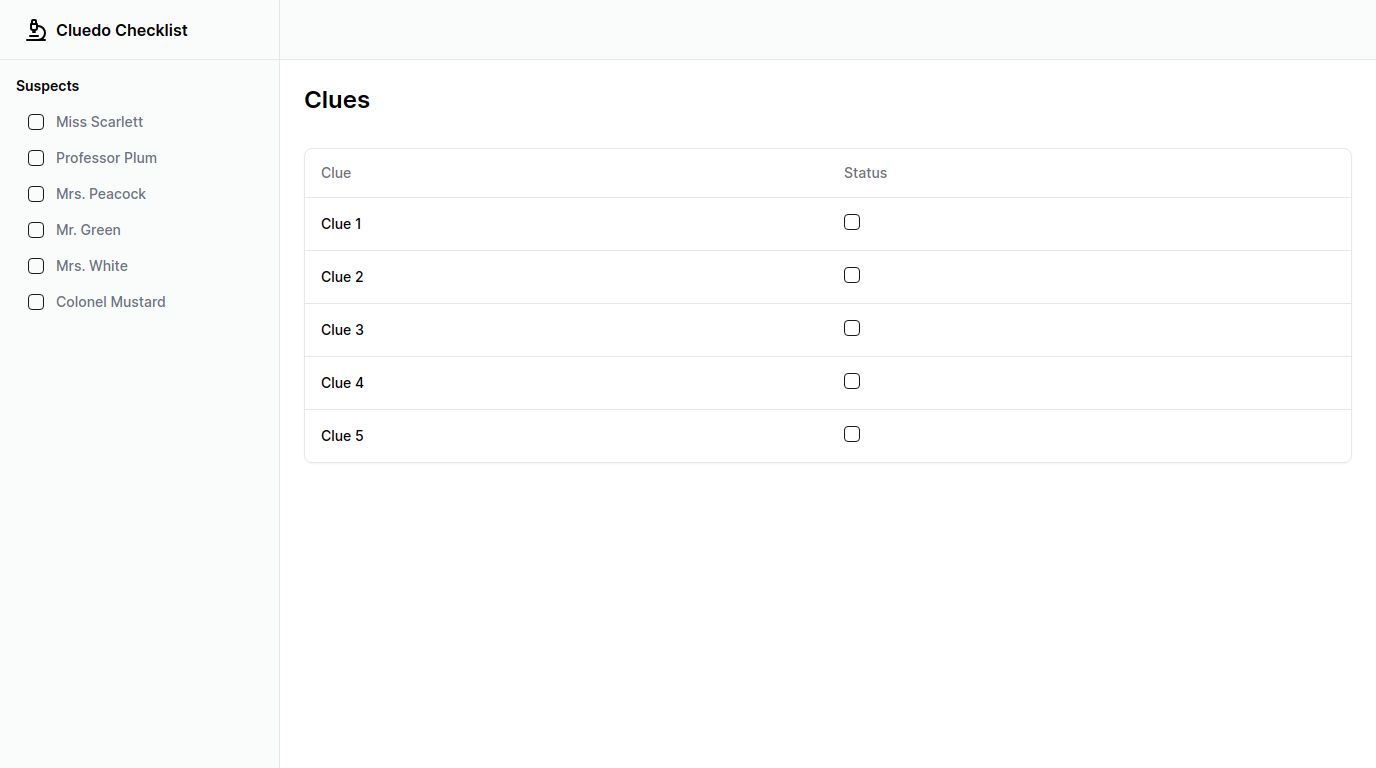 Cluedo Checklist
Suspects
Miss Scarlett
Professor Plum
Mrs. Peacock
Mr. Green
Mrs. White
Colonel Mustard
Clues
Clue Status
Clue 1
Clue 2
Clue 3
Clue 4
Clue 5